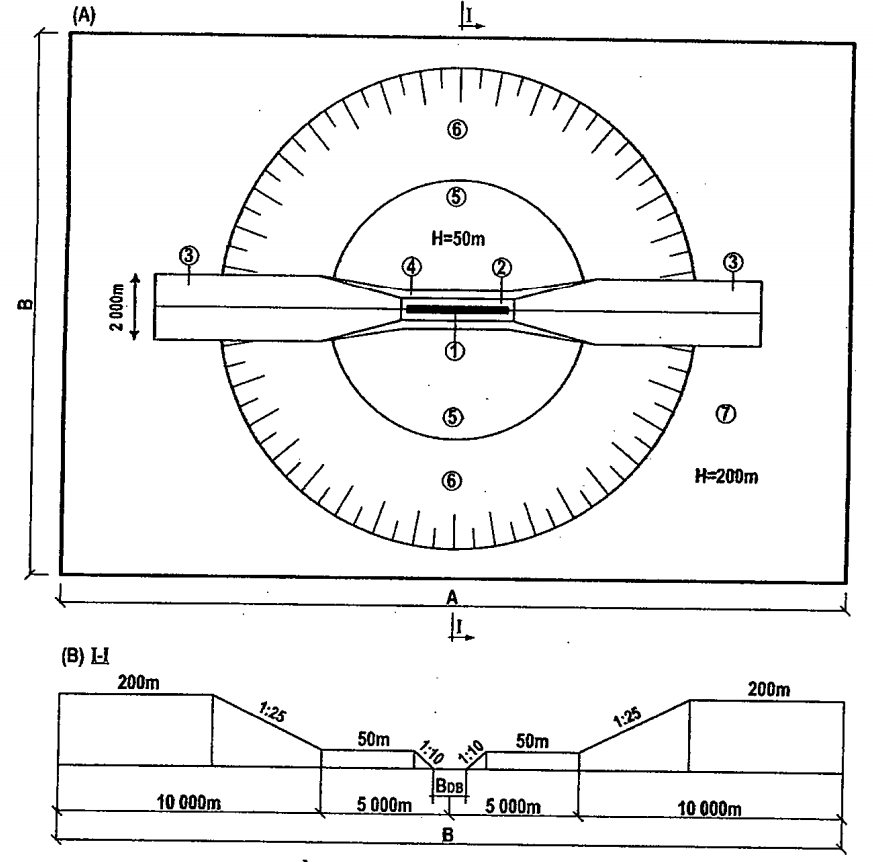 (A)
I
⑥
⑤
H=50m
③
④
②
③
B
2 000m
①
⑤
⑦
⑥
H=200m
A
I
(B) I-I
200m
1:25
50m
1:10
1:10
50m
1:25
200m
BDB
10 000m
5 000m
5 000m
10 000m
B